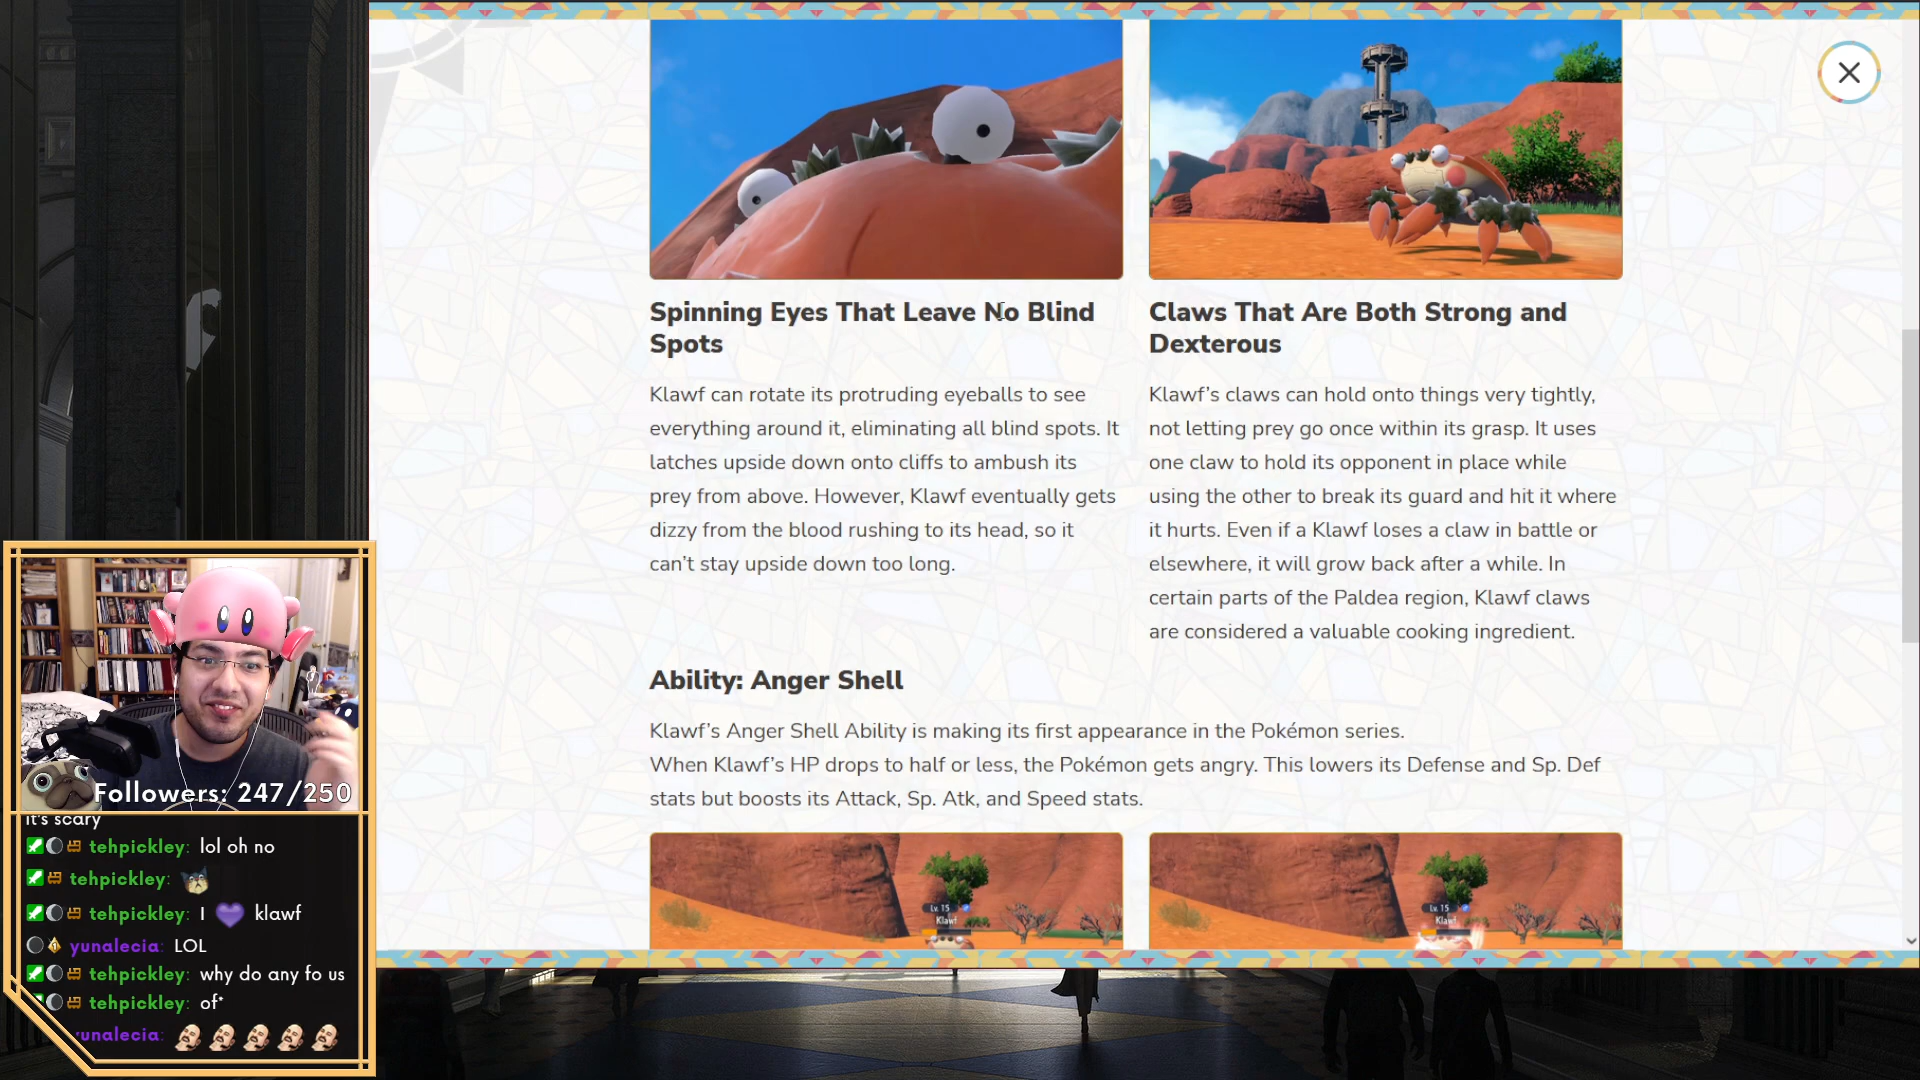 Spinning Eyes That Leave No Blind
Spots
Klawf can rotate its protruding eyeballs to see
everything around it, eliminating all blind spots. It
latches upside down onto cliffs to ambush its
prey from above. However, Klawf eventually gets
dizzy from the blood rushing to its head, so it
can’t stay upside down too long.
Claws That Are Both Strong and
Dexterous
Klawf’s claws can hold onto things very tightly,
not letting prey go once within its grasp. It uses
one claw to hold its opponent in place while
using the other to break its guard and hit it where
it hurts. Even if a Klawf loses a claw in battle or
elsewhere, it will grow back after a while. In
certain parts of the Paldea region, Klawf claws
are considered a valuable cooking ingredient.
Ability: Anger Shell
Klawf’s Anger Shell Ability is making its first appearance in the Pokémon series.
When Klawf’s HP drops to half or less, the Pokémon gets angry. This lowers its Defense and Sp. Def
stats but boosts its Attack, Sp. Atk, and Speed stats.
Lv. 15
Klawf
Lv. 15
Klawf
Followers: 247/250
it's scary
tehpickley: lol oh no
tehpickley:
tehpickley: I klawf
yunalecia: LOL
tehpickley: why do any fo us
tehpickley: of*
yunalecia: